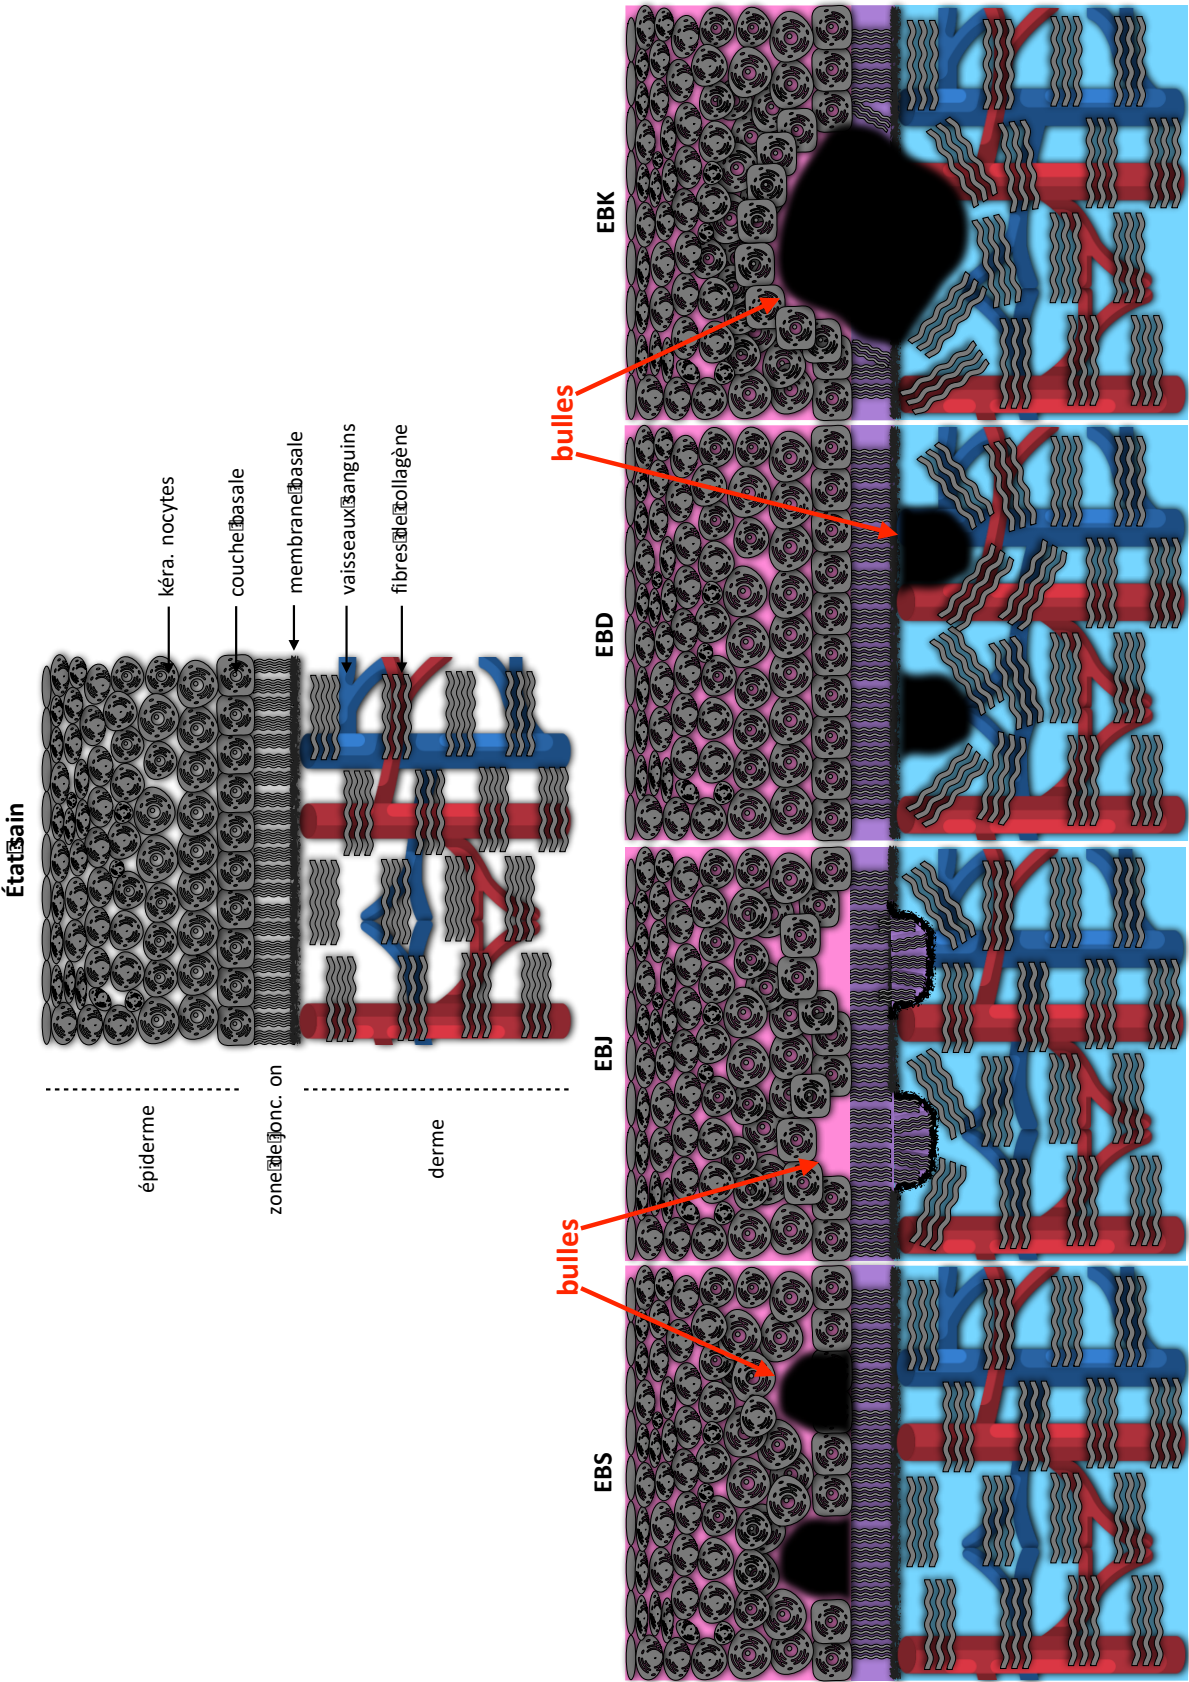 État sain
épiderme
zone de jonc. on
derme
kéra. nocytes
couche basale
membrane basale
vaisseaux sanguins
fibres de collagène
bulles
bulles
EBS
EBJ
EBD
EBK